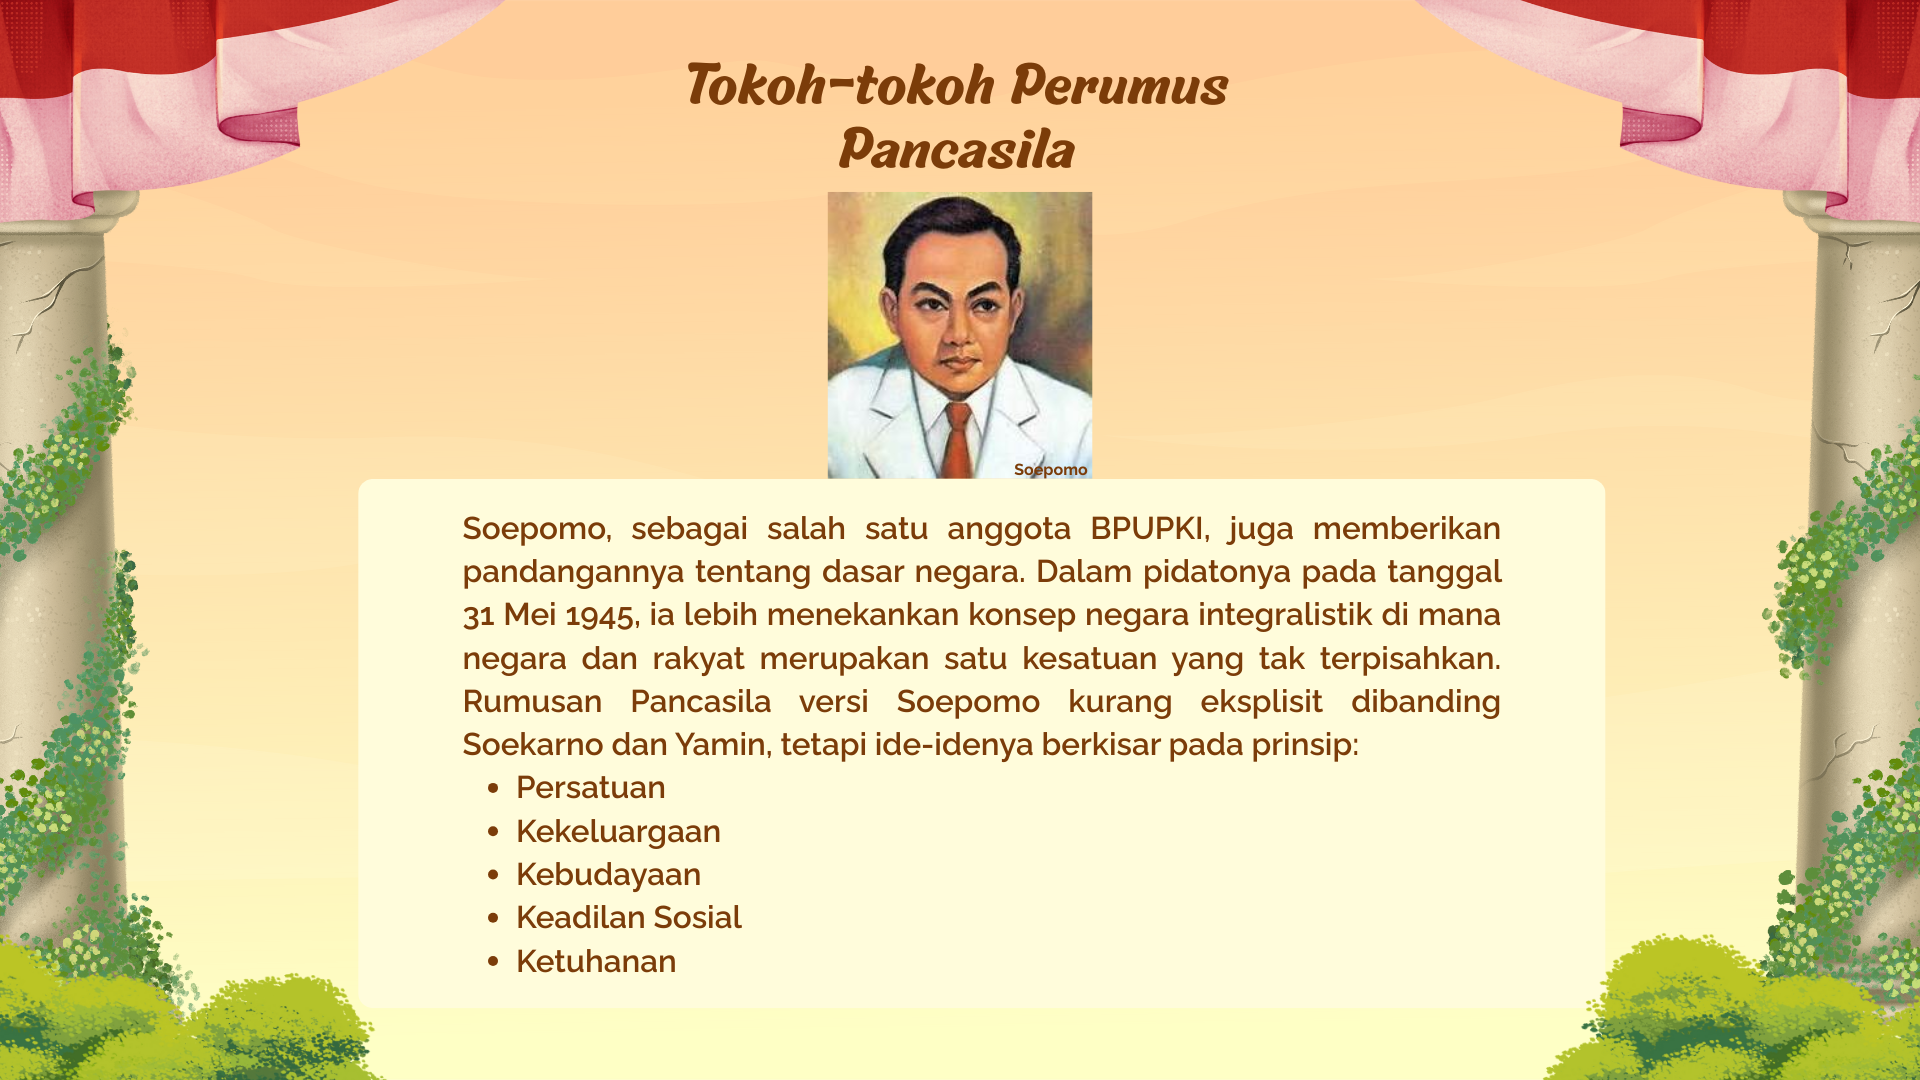 Tokoh-tokoh Perumus
Pancasila
Soepomo
Soepomo, sebagai salah satu anggota BPUPKI, juga memberikan
pandangannya tentang dasar negara. Dalam pidatonya pada tanggal
31 Mei 1945, ia lebih menekankan konsep negara integralistik di mana
negara dan rakyat merupakan satu kesatuan yang tak terpisahkan.
Rumusan Pancasila versi Soepomo kurang eksplisit dibanding
Soekarno dan Yamin, tetapi ide-idenya berkisar pada prinsip:
• Persatuan
• Kekeluargaan
• Kebudayaan
• Keadilan Sosial
• Ketuhanan